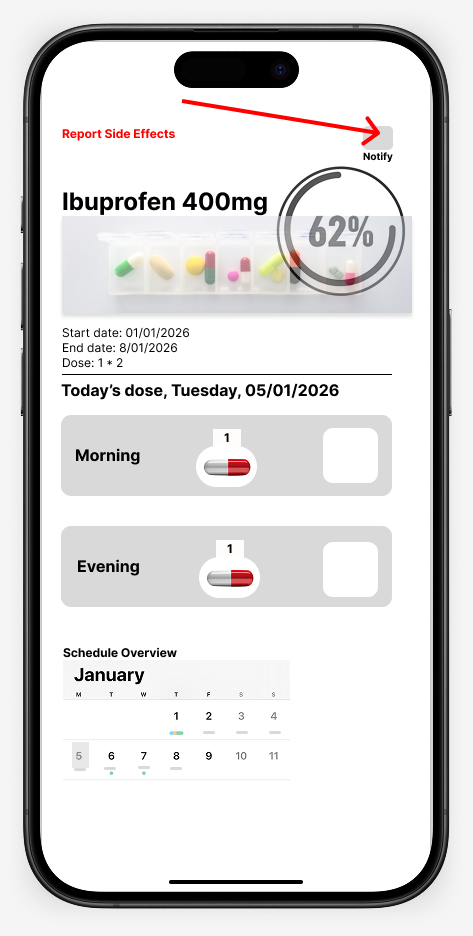 Report Side Effects
Notify
Ibuprofen 400mg
62%
Start date: 01/01/2026
End date: 8/01/2026
Dose: 1 * 2
Today's dose, Tuesday, 05/01/2026
1
Morning
1
Evening
Schedule Overview
January
M T W T F S S
1 2 3 4
5 6 7 8 9 10 11